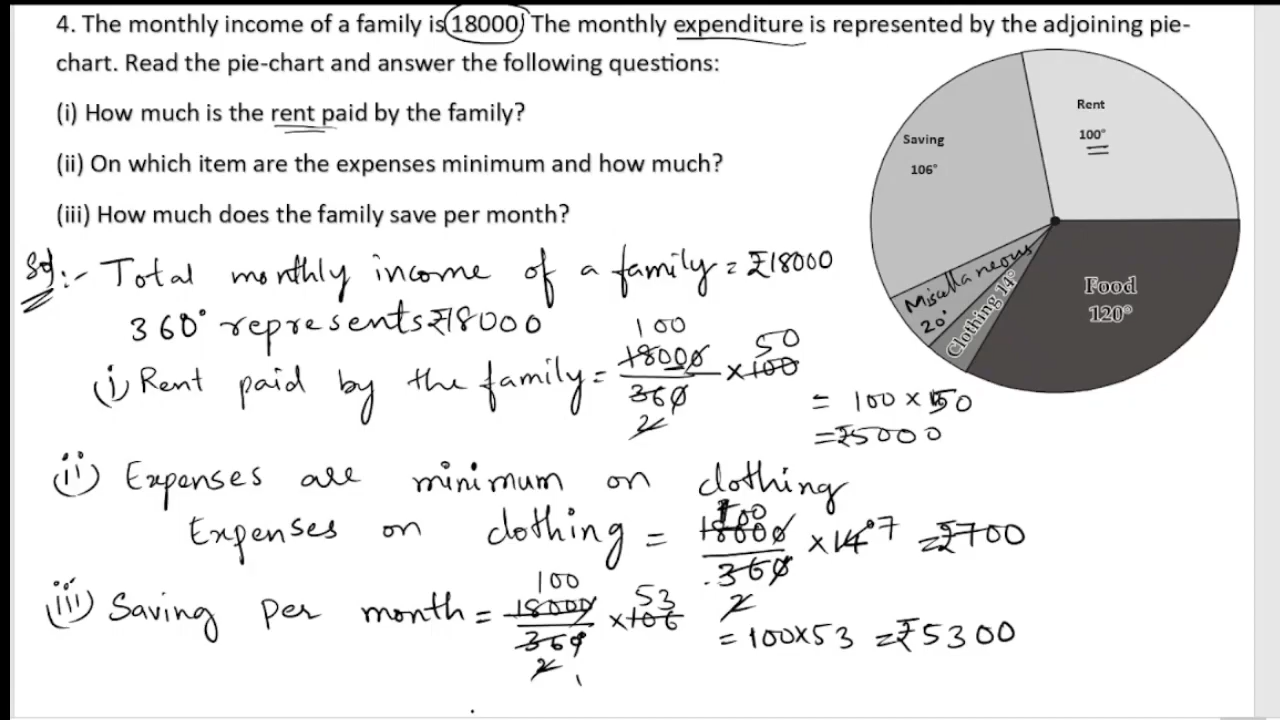 4. The monthly income of a family is 18000. The monthly expenditure is represented by the adjoining pie-
chart. Read the pie-chart and answer the following questions:
(i) How much is the rent paid by the family?
(ii) On which item are the expenses minimum and how much?
(iii) How much does the family save per month?
Rent
100°
Saving
106°
Miscellaneous
20°
Clothing 14°
Food
120°
Sol:- Total monthly income of a family = ₹18000
360° represents ₹18000
(i) Rent paid by the family = 18000/360 × 100
100 50
2
= 100 × 50
= ₹5000
(ii) Expenses are minimum on clothing
Expenses on clothing = 18000/360 × 14° = ₹700
100 7
2
(iii) Saving per month = 18000/360 × 106
100 53
2
= 100×53 = ₹5300